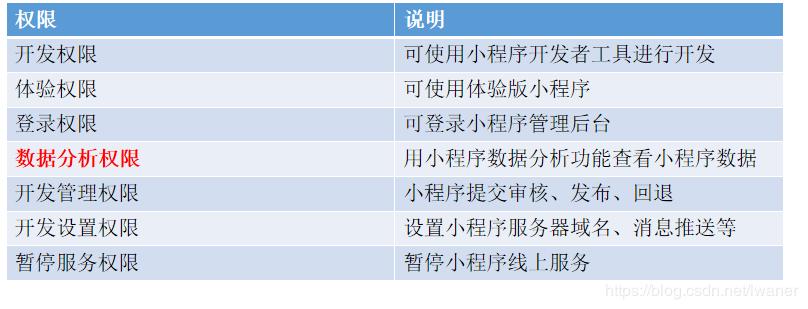 权限 说明
开发权限 可使用小程序开发者工具进行开发
体验权限 可使用体验版小程序
登录权限 可登录小程序管理后台
数据分析权限 用小程序数据分析功能查看小程序数据
开发管理权限 小程序提交审核、发布、回退
开发设置权限 设置小程序服务器域名、消息推送等
暂停服务权限 暂停小程序线上服务
https://blog.csdn.net/lwaner